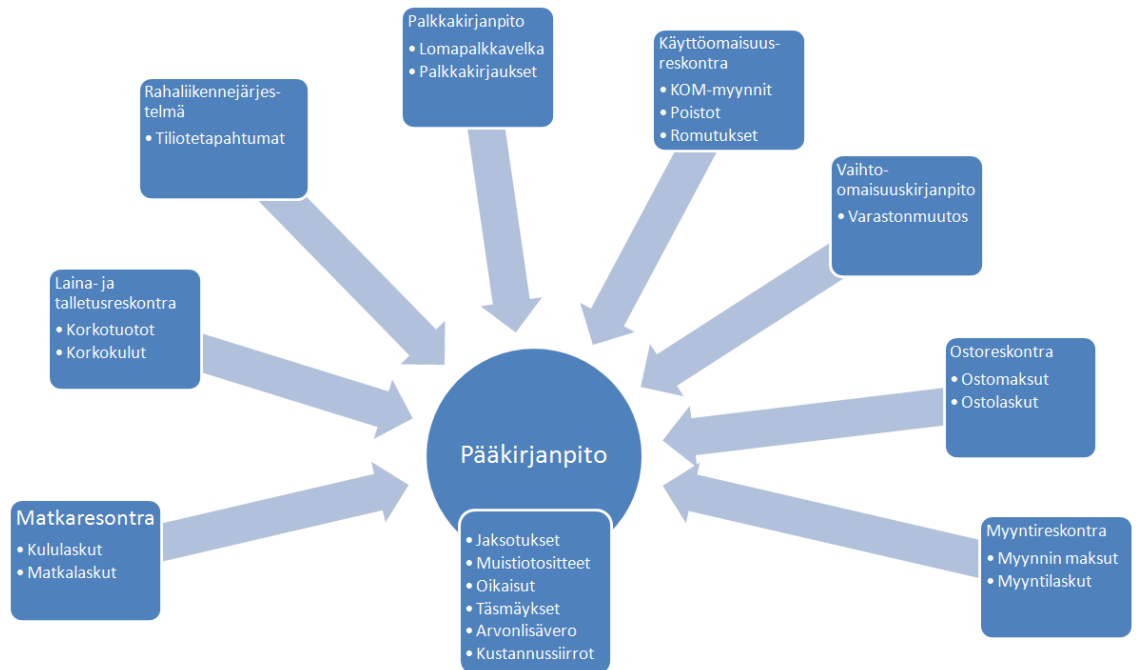 Palkkakirjanpito
• Lomapalkkavelka
• Palkkakirjaukset
Käyttöomaisuus-
reskontra
• KOM-myynnit
• Poistot
• Romutukset
Rahaliikennejärjes-
telmä
• Tiliotetapahtumat
Vaihto-
omaisuuskirjanpito
• Varastonmuutos
Laina- ja
talletusreskontra
• Korkotuotot
• Korkokulut
Ostoreskontra
• Ostomaksut
• Ostolaskut
Pääkirjanpito
Matkaresontra
• Kululaskut
• Matkalaskut
• Jaksotukset
• Muistiotositteet
• Oikaisut
• Täsmäykset
• Arvonlisävero
• Kustannussiirrot
Myyntireskontra
• Myynnin maksut
• Myyntilaskut